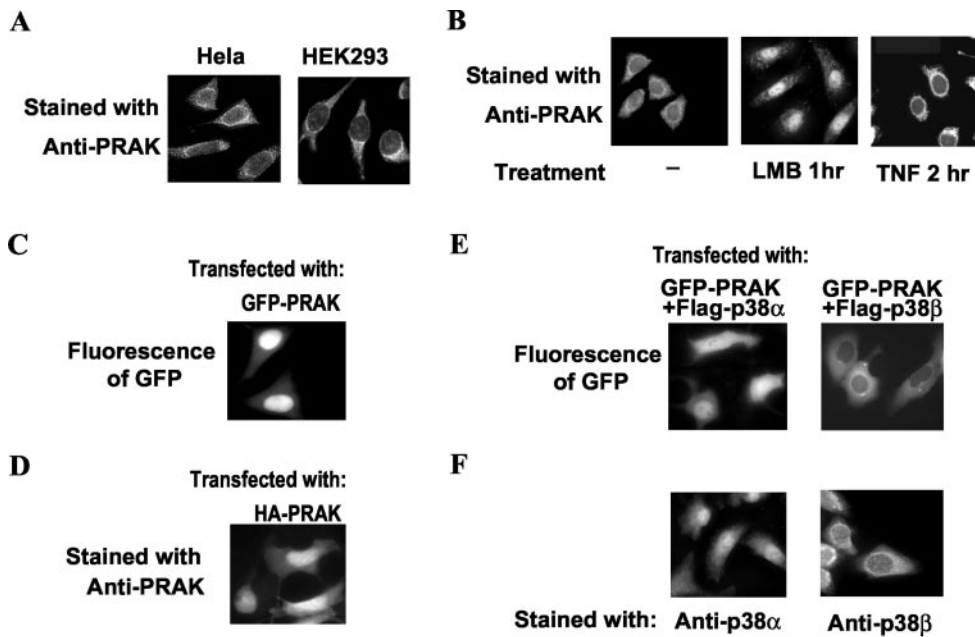 A
Hela HEK293
Stained with
Anti-PRAK
B
Stained with
Anti-PRAK
Treatment – LMB 1hr TNF 2 hr
C
Transfected with:
GFP-PRAK
Fluorescence
of GFP
D
Transfected with:
HA-PRAK
Stained with
Anti-PRAK
E
Transfected with:
GFP-PRAK GFP-PRAK
+Flag-p38α +Flag-p38β
Fluorescence
of GFP
F
Stained with: Anti-p38α Anti-p38β